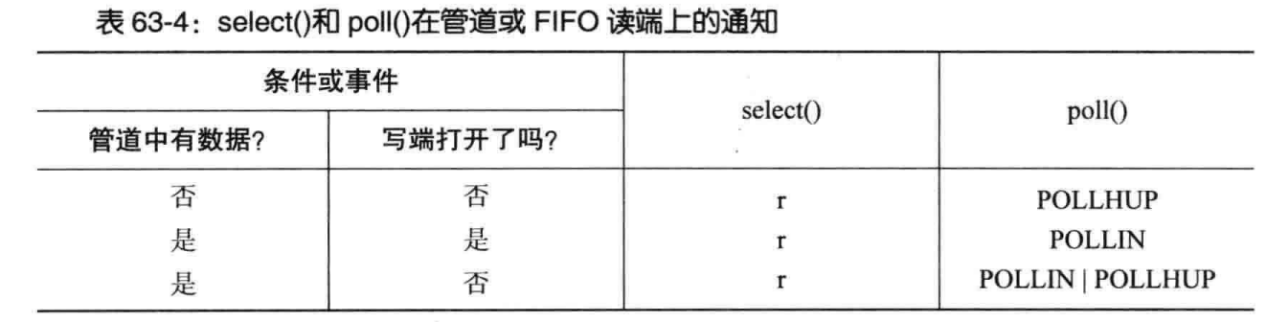 表 63-4：select()和 poll()在管道或 FIFO 读端上的通知
条件或事件
select()
poll()
管道中有数据?
写端打开了吗?
否 否 r POLLHUP
是 是 r POLLIN
是 否 r POLLIN | POLLHUP